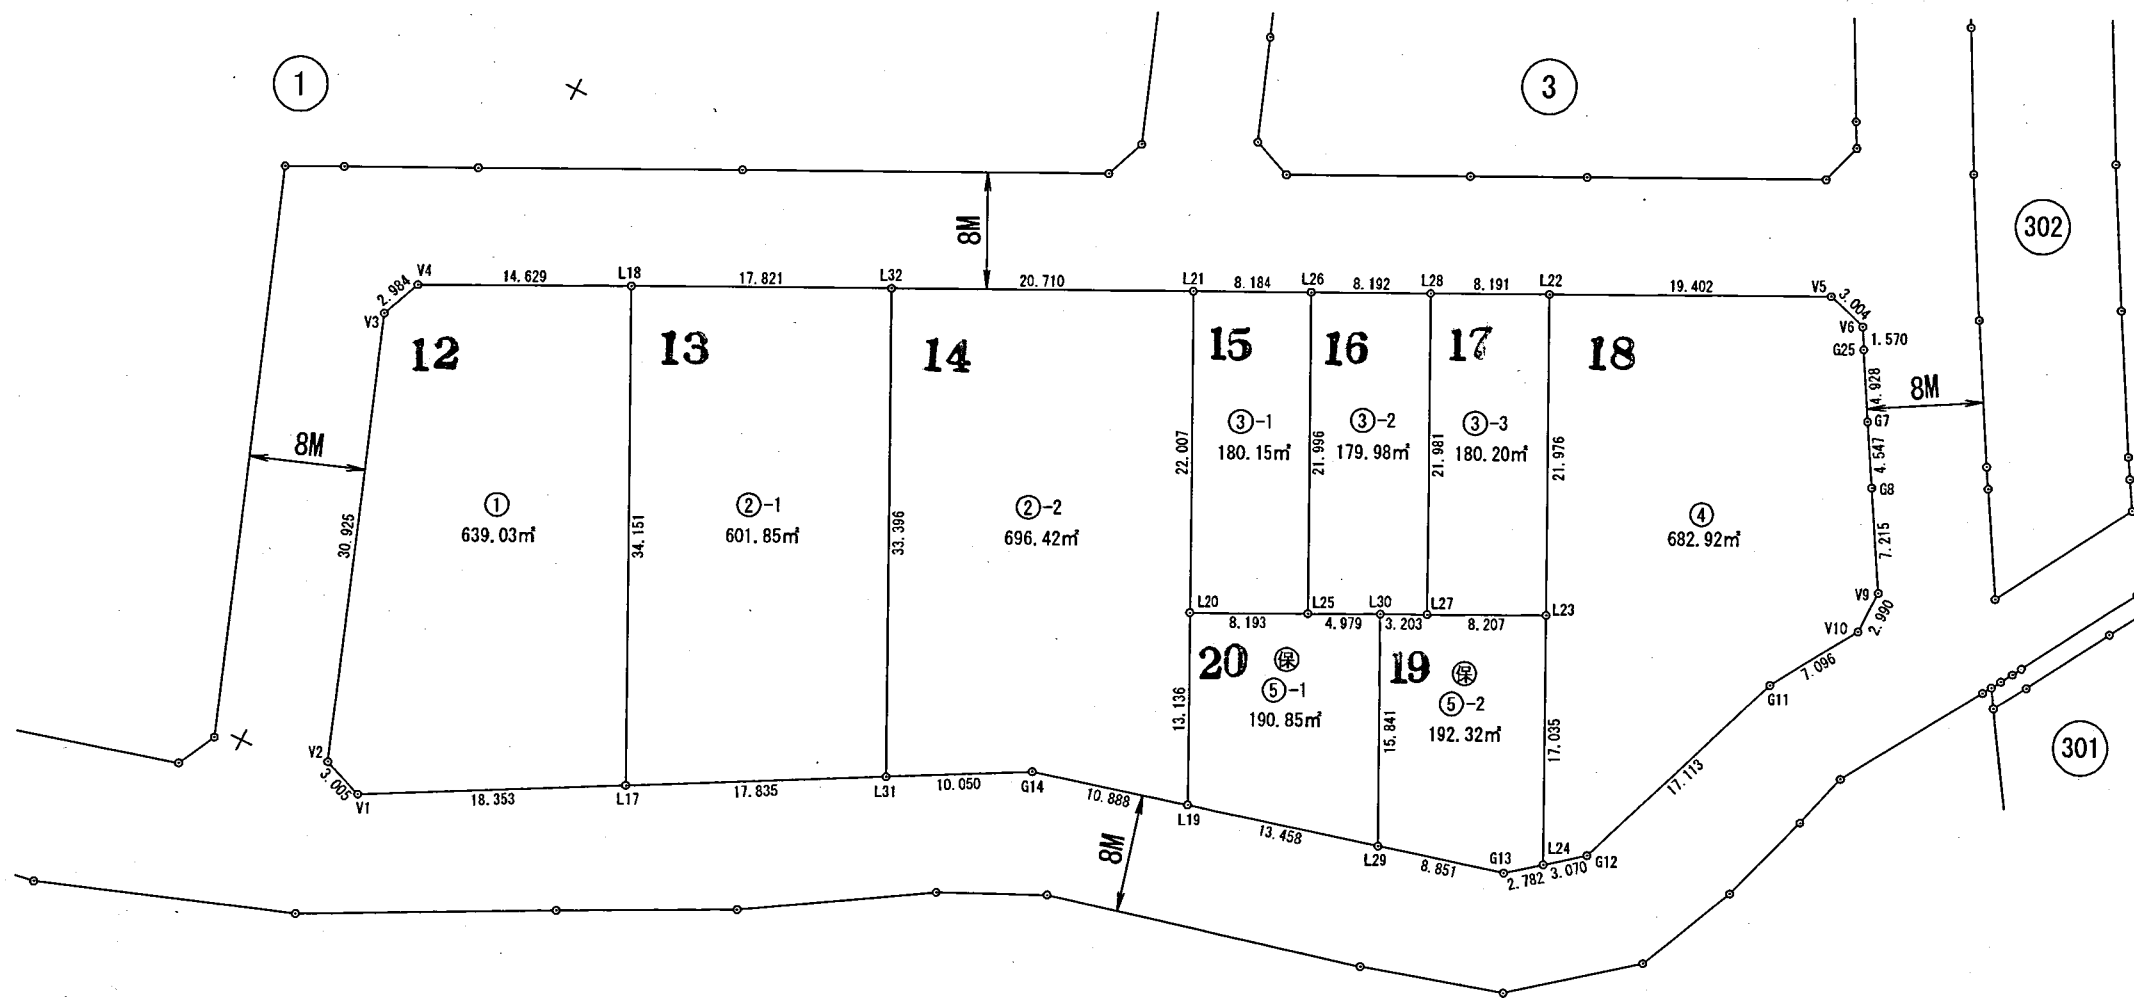 1
3
302
8M
V4
14.629
L18
17.821
L32
20.710
L21
8.184
L26
8.192
L28
8.191
L22
19.402
V5
2.984
V3
3.004
V6
1.570
G25
12
13
14
15
16
17
18
4.928
8M
G7
③-1
180.15㎡
③-2
179.98㎡
③-3
180.20㎡
8M
22.007
21.996
21.981
21.976
4.547
G8
①
639.03㎡
②-1
601.85㎡
②-2
696.42㎡
④
682.92㎡
30.925
34.151
33.396
7.215
V9
L20
8.193
L25
4.979
L30
3.203
L27
8.207
L23
2.990
V10
7.096
G11
20 保
⑤-1
190.85㎡
19 保
⑤-2
192.32㎡
13.136
15.841
17.035
301
V2
3.005
V1
18.353
L17
17.835
L31
10.050
G14
10.888
L19
13.458
L29
8.851
G13
2.782
L24
3.070
G12
17.113
8M